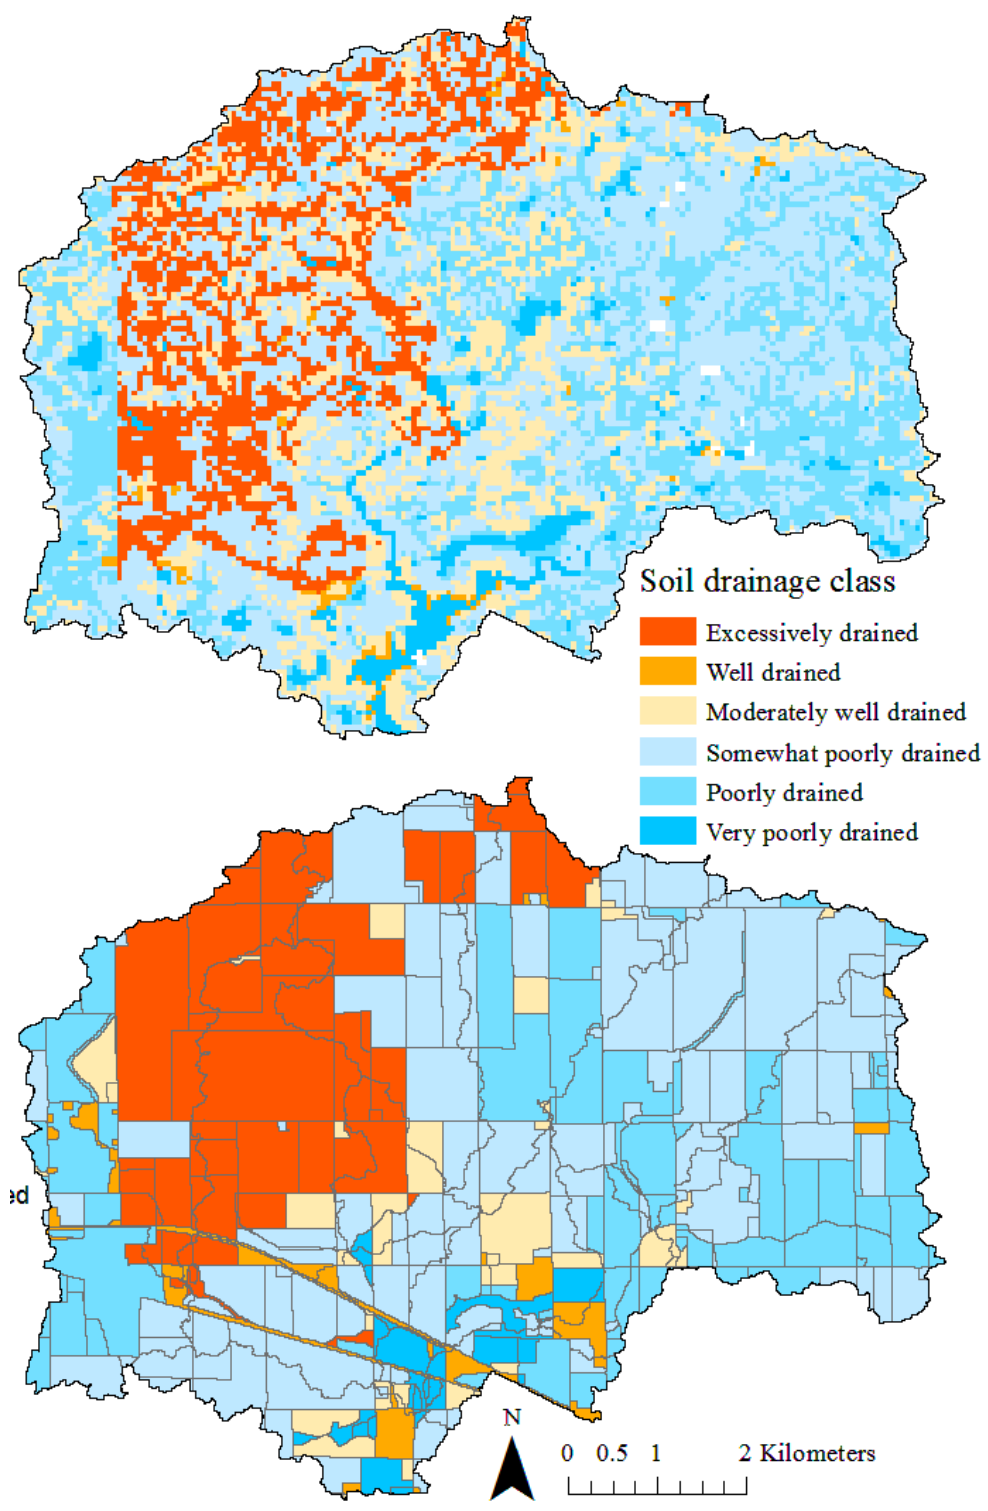 Soil drainage class
Excessively drained
Well drained
Moderately well drained
Somewhat poorly drained
Poorly drained
Very poorly drained
ed
N
0 0.5 1 2 Kilometers